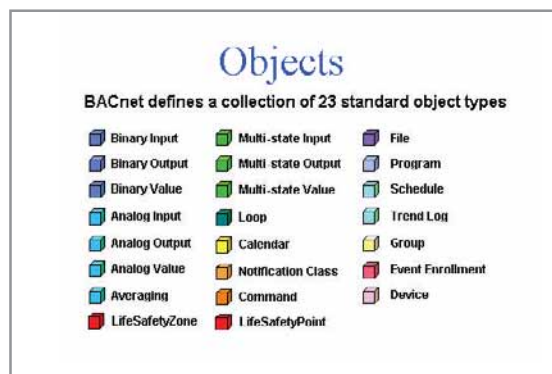 Objects
BACnet defines a collection of 23 standard object types
Binary Input
Binary Output
Binary Value
Analog Input
Analog Output
Analog Value
Averaging
LifeSafetyZone
Multi-state Input
Multi-state Output
Multi-state Value
Loop
Calendar
Notification Class
Command
LifeSafetyPoint
File
Program
Schedule
Trend Log
Group
Event Enrollment
Device